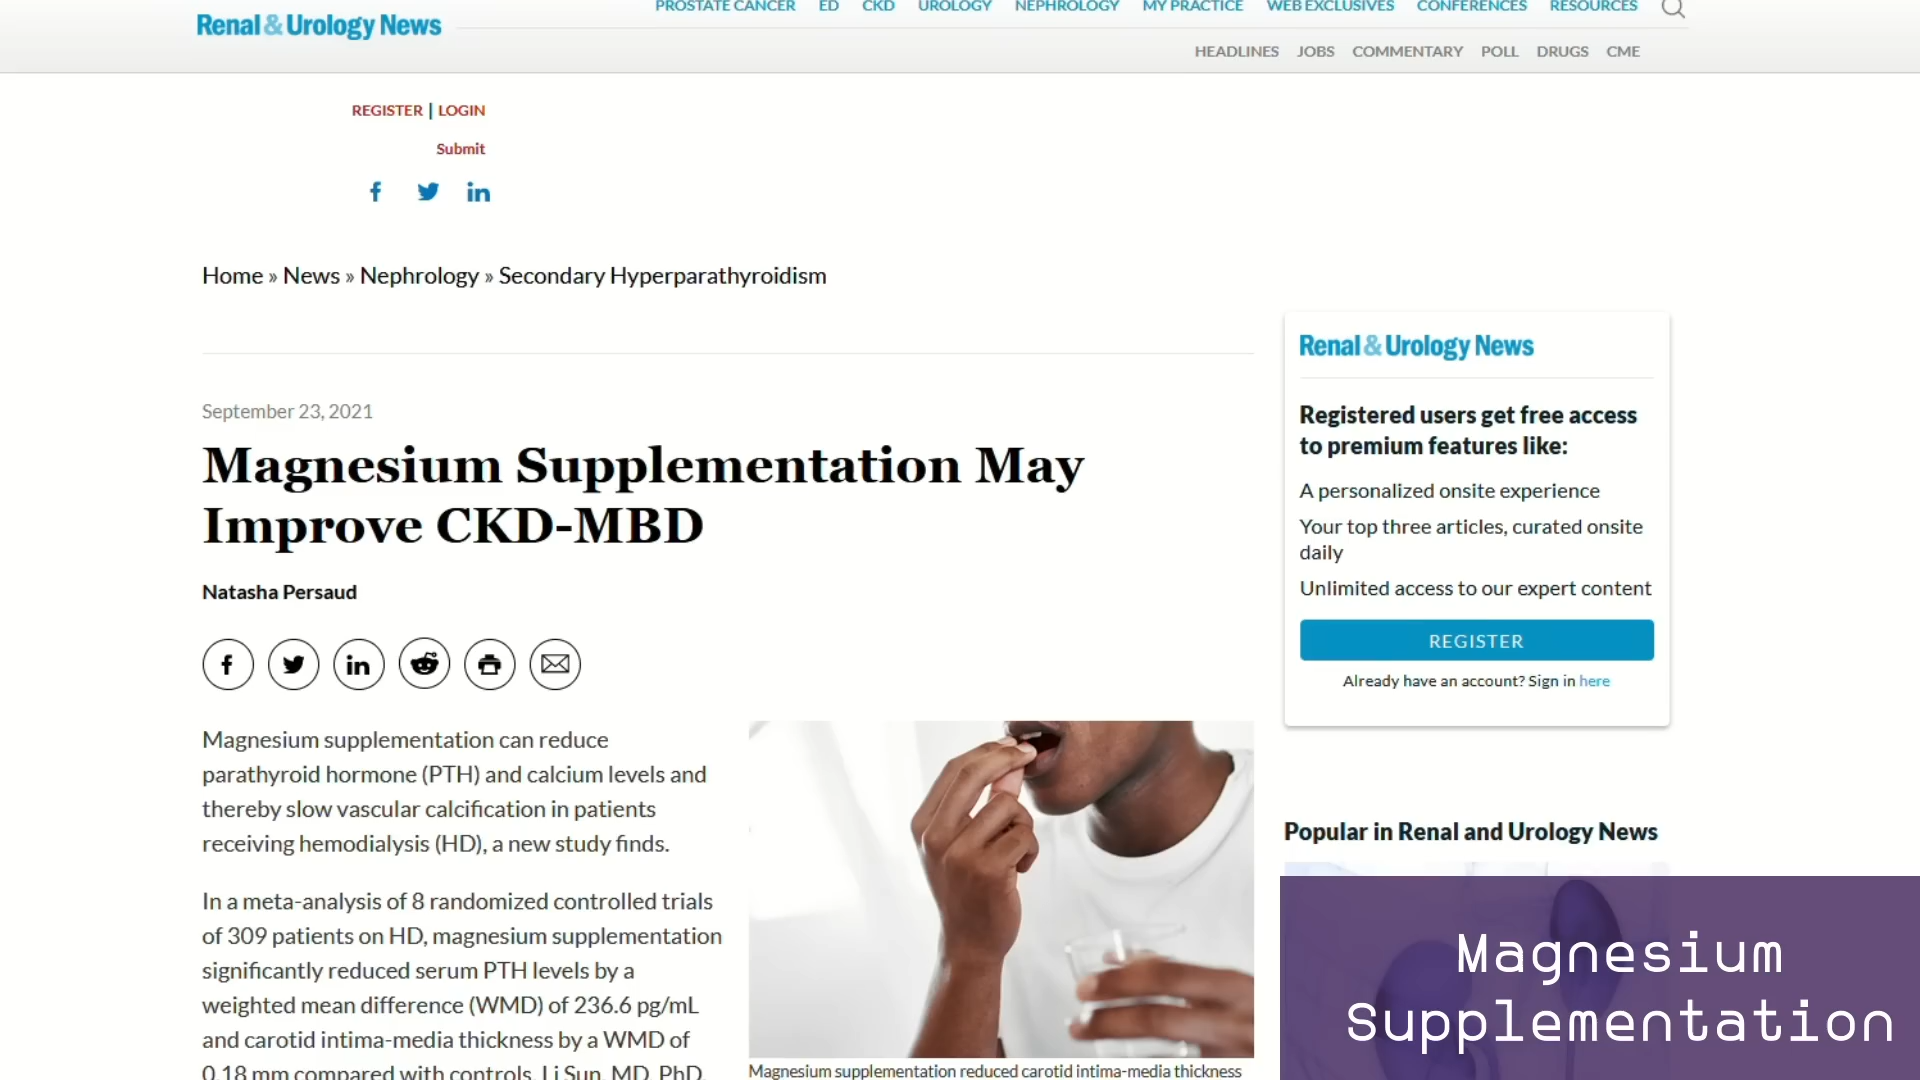 PROSTATE CANCER ED CKD UROLOGY NEPHROLOGY MY PRACTICE WEB EXCLUSIVES CONFERENCES RESOURCES
Renal & Urology News
HEADLINES JOBS COMMENTARY POLL DRUGS CME
REGISTER | LOGIN
Submit
Home » News » Nephrology » Secondary Hyperparathyroidism
September 23, 2021
Magnesium Supplementation May
Improve CKD-MBD
Natasha Persaud
Magnesium supplementation can reduce
parathyroid hormone (PTH) and calcium levels and
thereby slow vascular calcification in patients
receiving hemodialysis (HD), a new study finds.
In a meta-analysis of 8 randomized controlled trials
of 309 patients on HD, magnesium supplementation
significantly reduced serum PTH levels by a
weighted mean difference (WMD) of 236.6 pg/mL
and carotid intima-media thickness by a WMD of
0.18 mm compared with controls, Li Sun, MD, PhD,
Magnesium supplementation reduced carotid intima-media thickness
Renal & Urology News
Registered users get free access
to premium features like:
A personalized onsite experience
Your top three articles, curated onsite
daily
Unlimited access to our expert content
REGISTER
Already have an account? Sign in here
Popular in Renal and Urology News
Magnesium
Supplementation